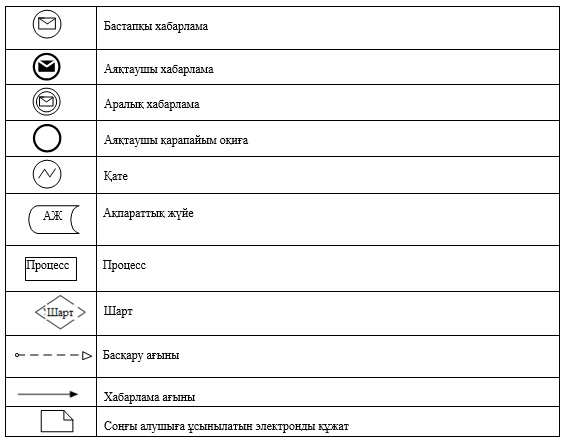 Бастапқы хабарлама
Аяқтаушы хабарлама
Аралық хабарлама
Аяқтаушы қарапайым оқиға
Қате
АЖ Ақпараттық жүйе
Процесс Процесс
Шарт Шарт
Басқару ағыны
Хабарлама ағыны
Соңғы алушыға ұсынылатын электронды құжат